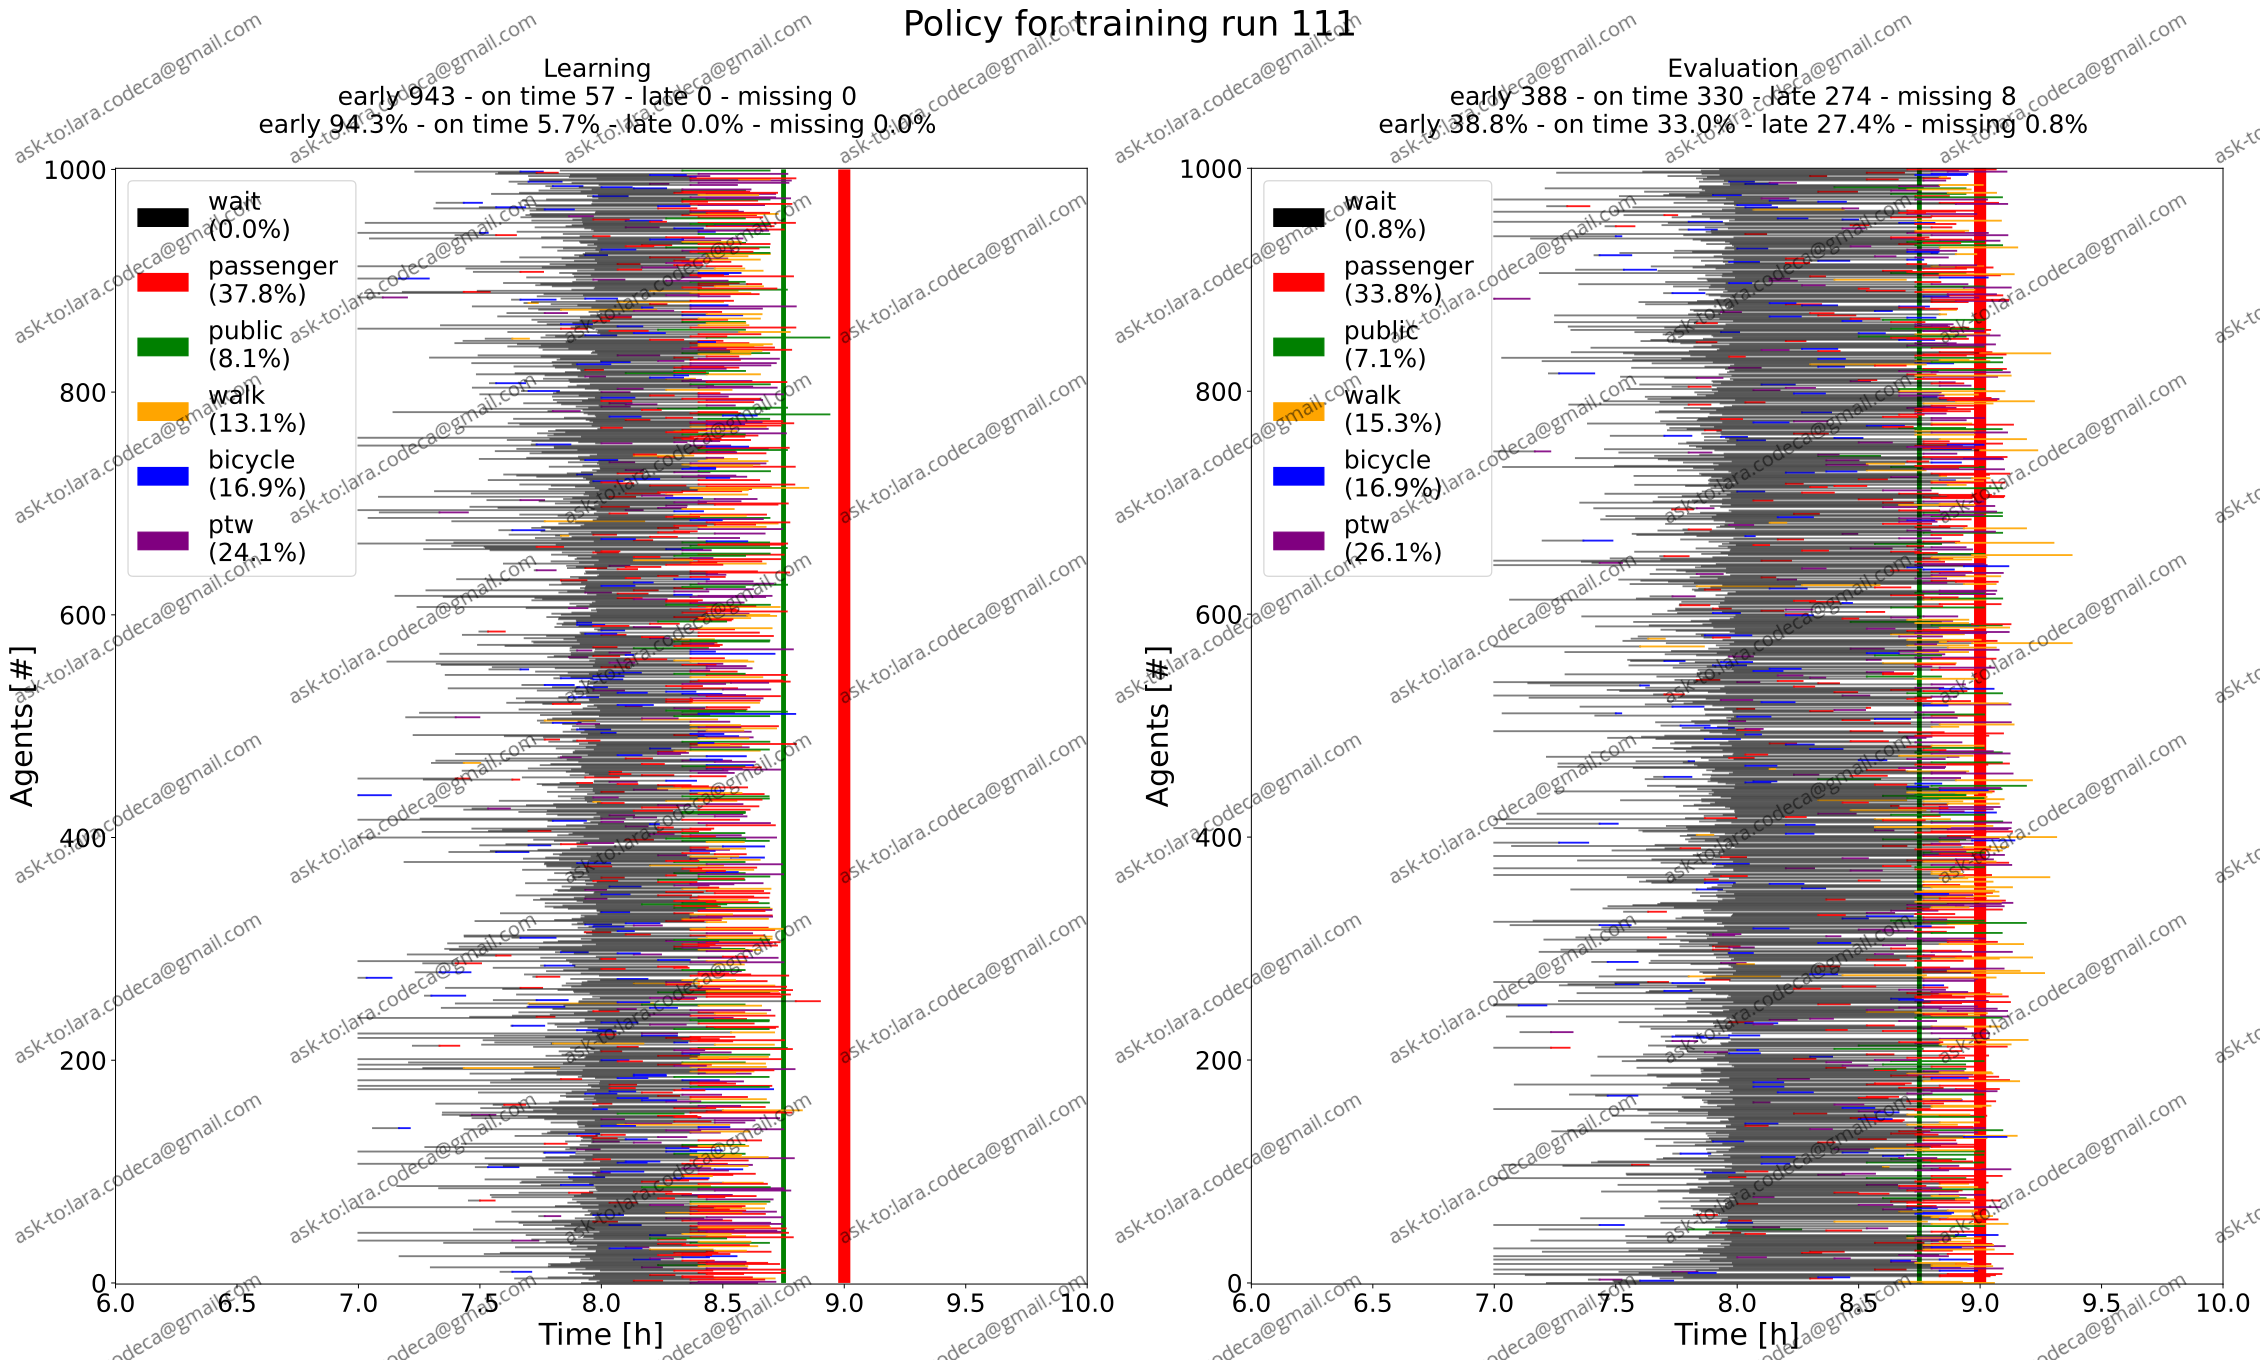 Policy for training run 111
Learning
early 943 - on time 57 - late 0 - missing 0
early 94.3% - on time 5.7% - late 0.0% - missing 0.0%
1000
800
600
400
200
0
Agents [#]
wait
(0.0%)
passenger
(37.8%)
public
(8.1%)
walk
(13.1%)
bicycle
(16.9%)
ptw
(24.1%)
6.0 6.5 7.0 7.5 8.0 8.5 9.0 9.5 10.0
Time [h]
Evaluation
early 388 - on time 330 - late 274 - missing 8
early 38.8% - on time 33.0% - late 27.4% - missing 0.8%
1000
800
600
400
200
0
Agents [#]
wait
(0.8%)
passenger
(33.8%)
public
(7.1%)
walk
(15.3%)
bicycle
(16.9%)
ptw
(26.1%)
6.0 6.5 7.0 7.5 8.0 8.5 9.0 9.5 10.0
Time [h]
ask-to:lara.codeca@gmail.com